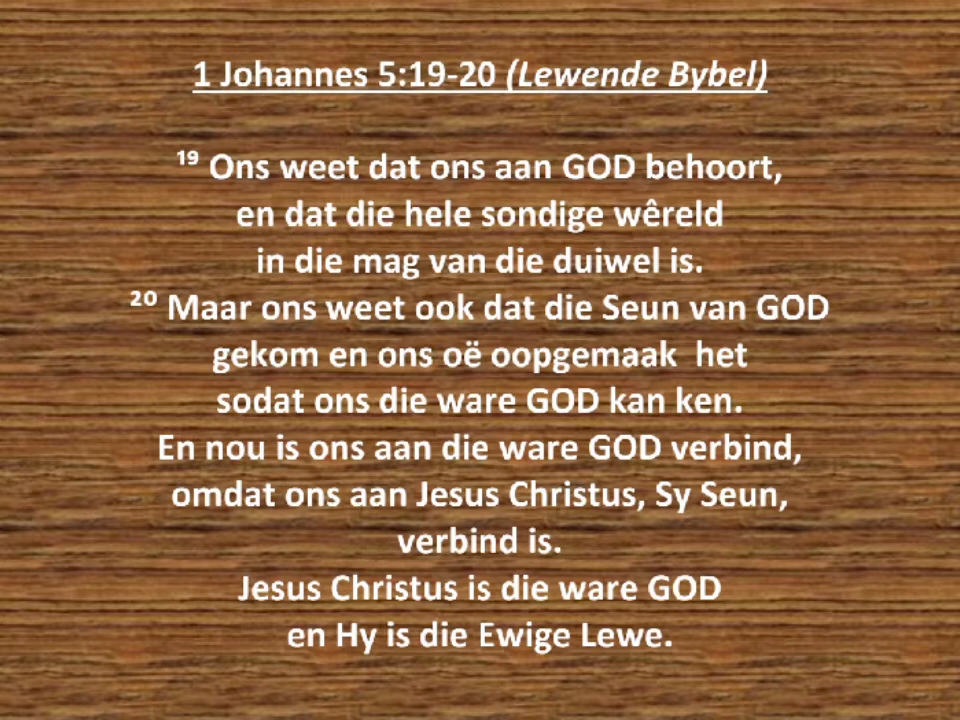 1 Johannes 5:19-20 (Lewende Bybel)
¹⁹ Ons weet dat ons aan GOD behoort,
en dat die hele sondige wêreld
in die mag van die duiwel is.
²⁰ Maar ons weet ook dat die Seun van GOD
gekom en ons oë oopgemaak  het
sodat ons die ware GOD kan ken.
En nou is ons aan die ware GOD verbind,
omdat ons aan Jesus Christus, Sy Seun,
verbind is.
Jesus Christus is die ware GOD
en Hy is die Ewige Lewe.